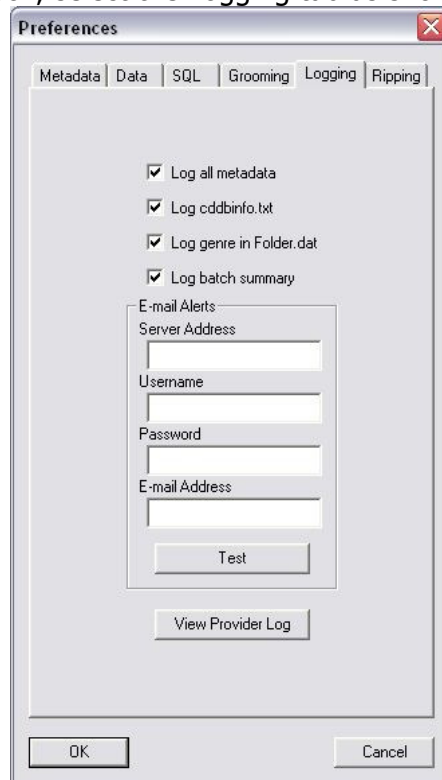 Preferences
Metadata Data SQL Grooming Logging Ripping
Log all metadata
Log cddbinfo.txt
Log genre in Folder.dat
Log batch summary
E-mail Alerts
Server Address
Username
Password
E-mail Address
Test
View Provider Log
OK Cancel